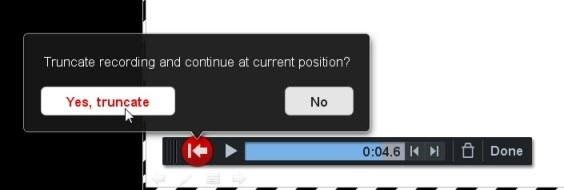 Truncate recording and continue at current position?
Yes, truncate No
0:04.6 Done